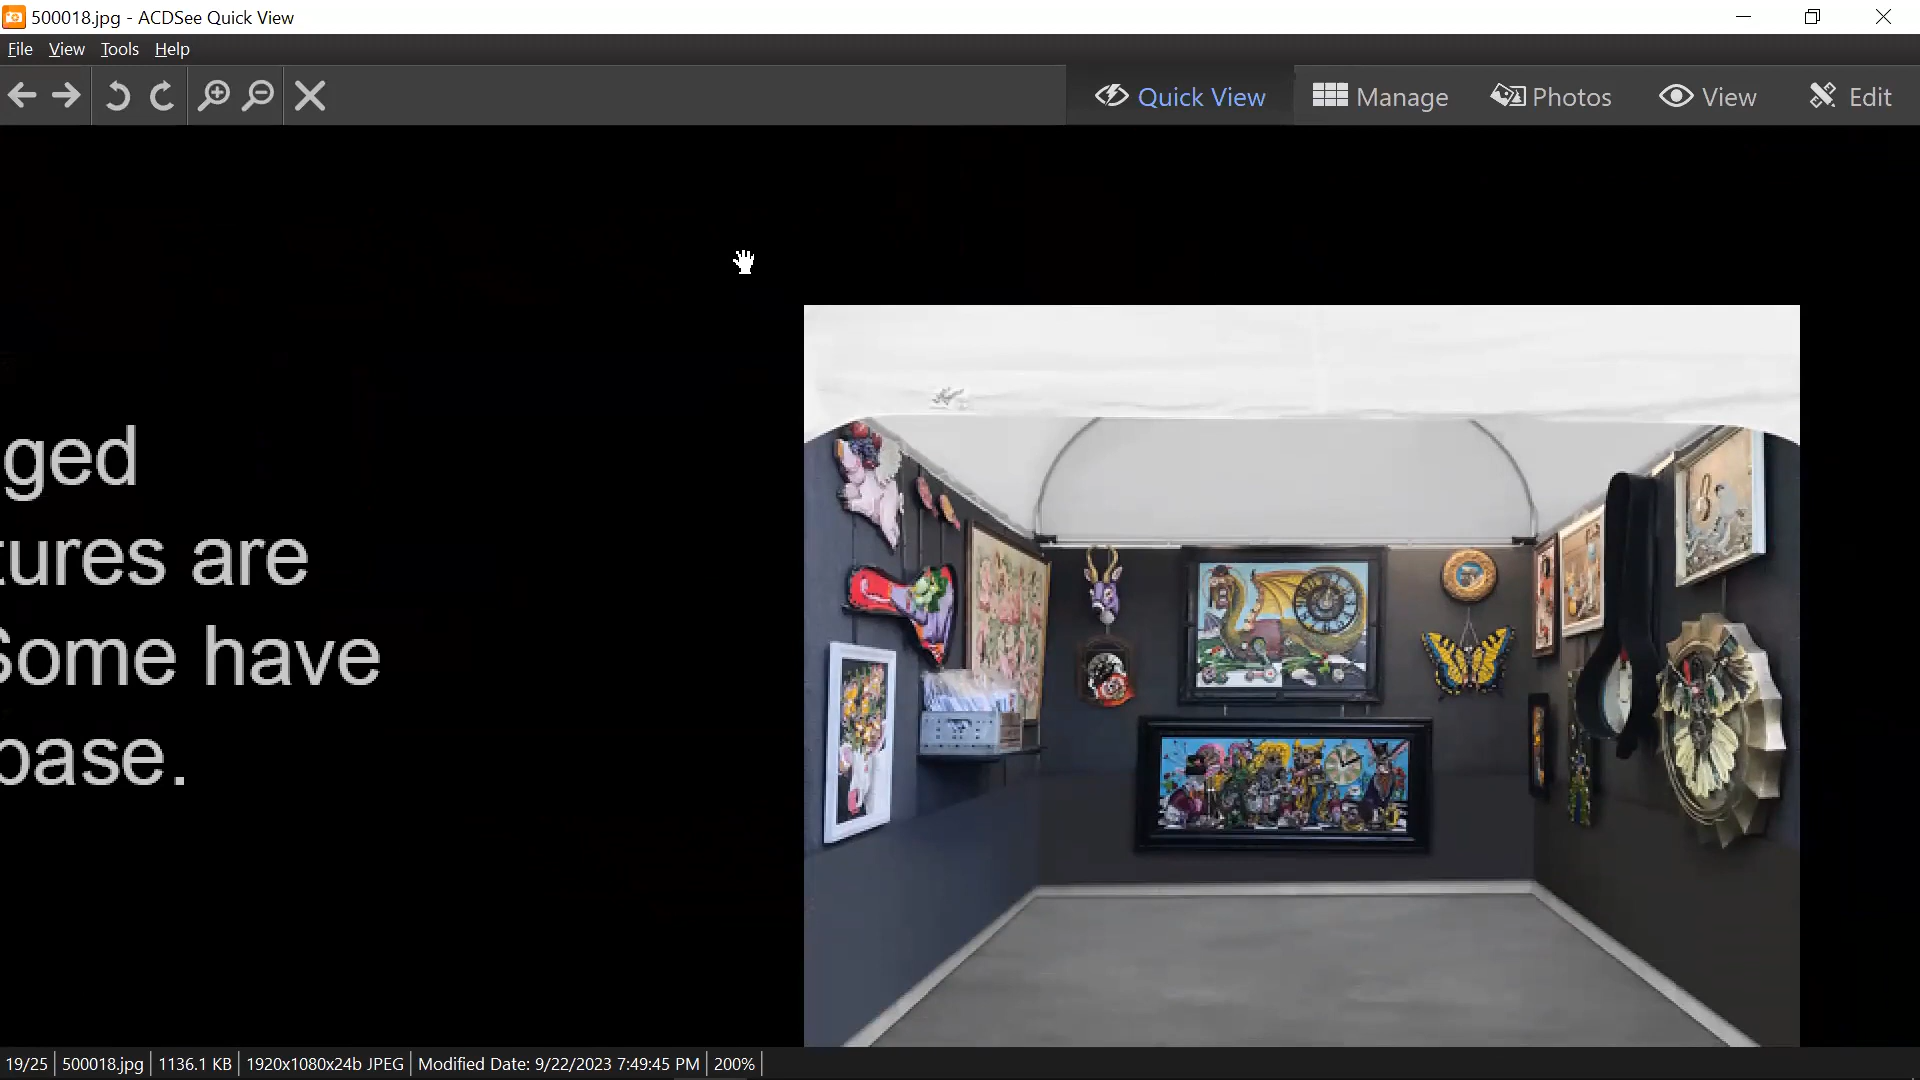 500018.jpg - ACDSee Quick View
File View Tools Help
Quick View Manage Photos View Edit
ged
tures are
Some have
base.
19/25 500018.jpg 1136.1 KB 1920x1080x24b JPEG Modified Date: 9/22/2023 7:49:45 PM 200%